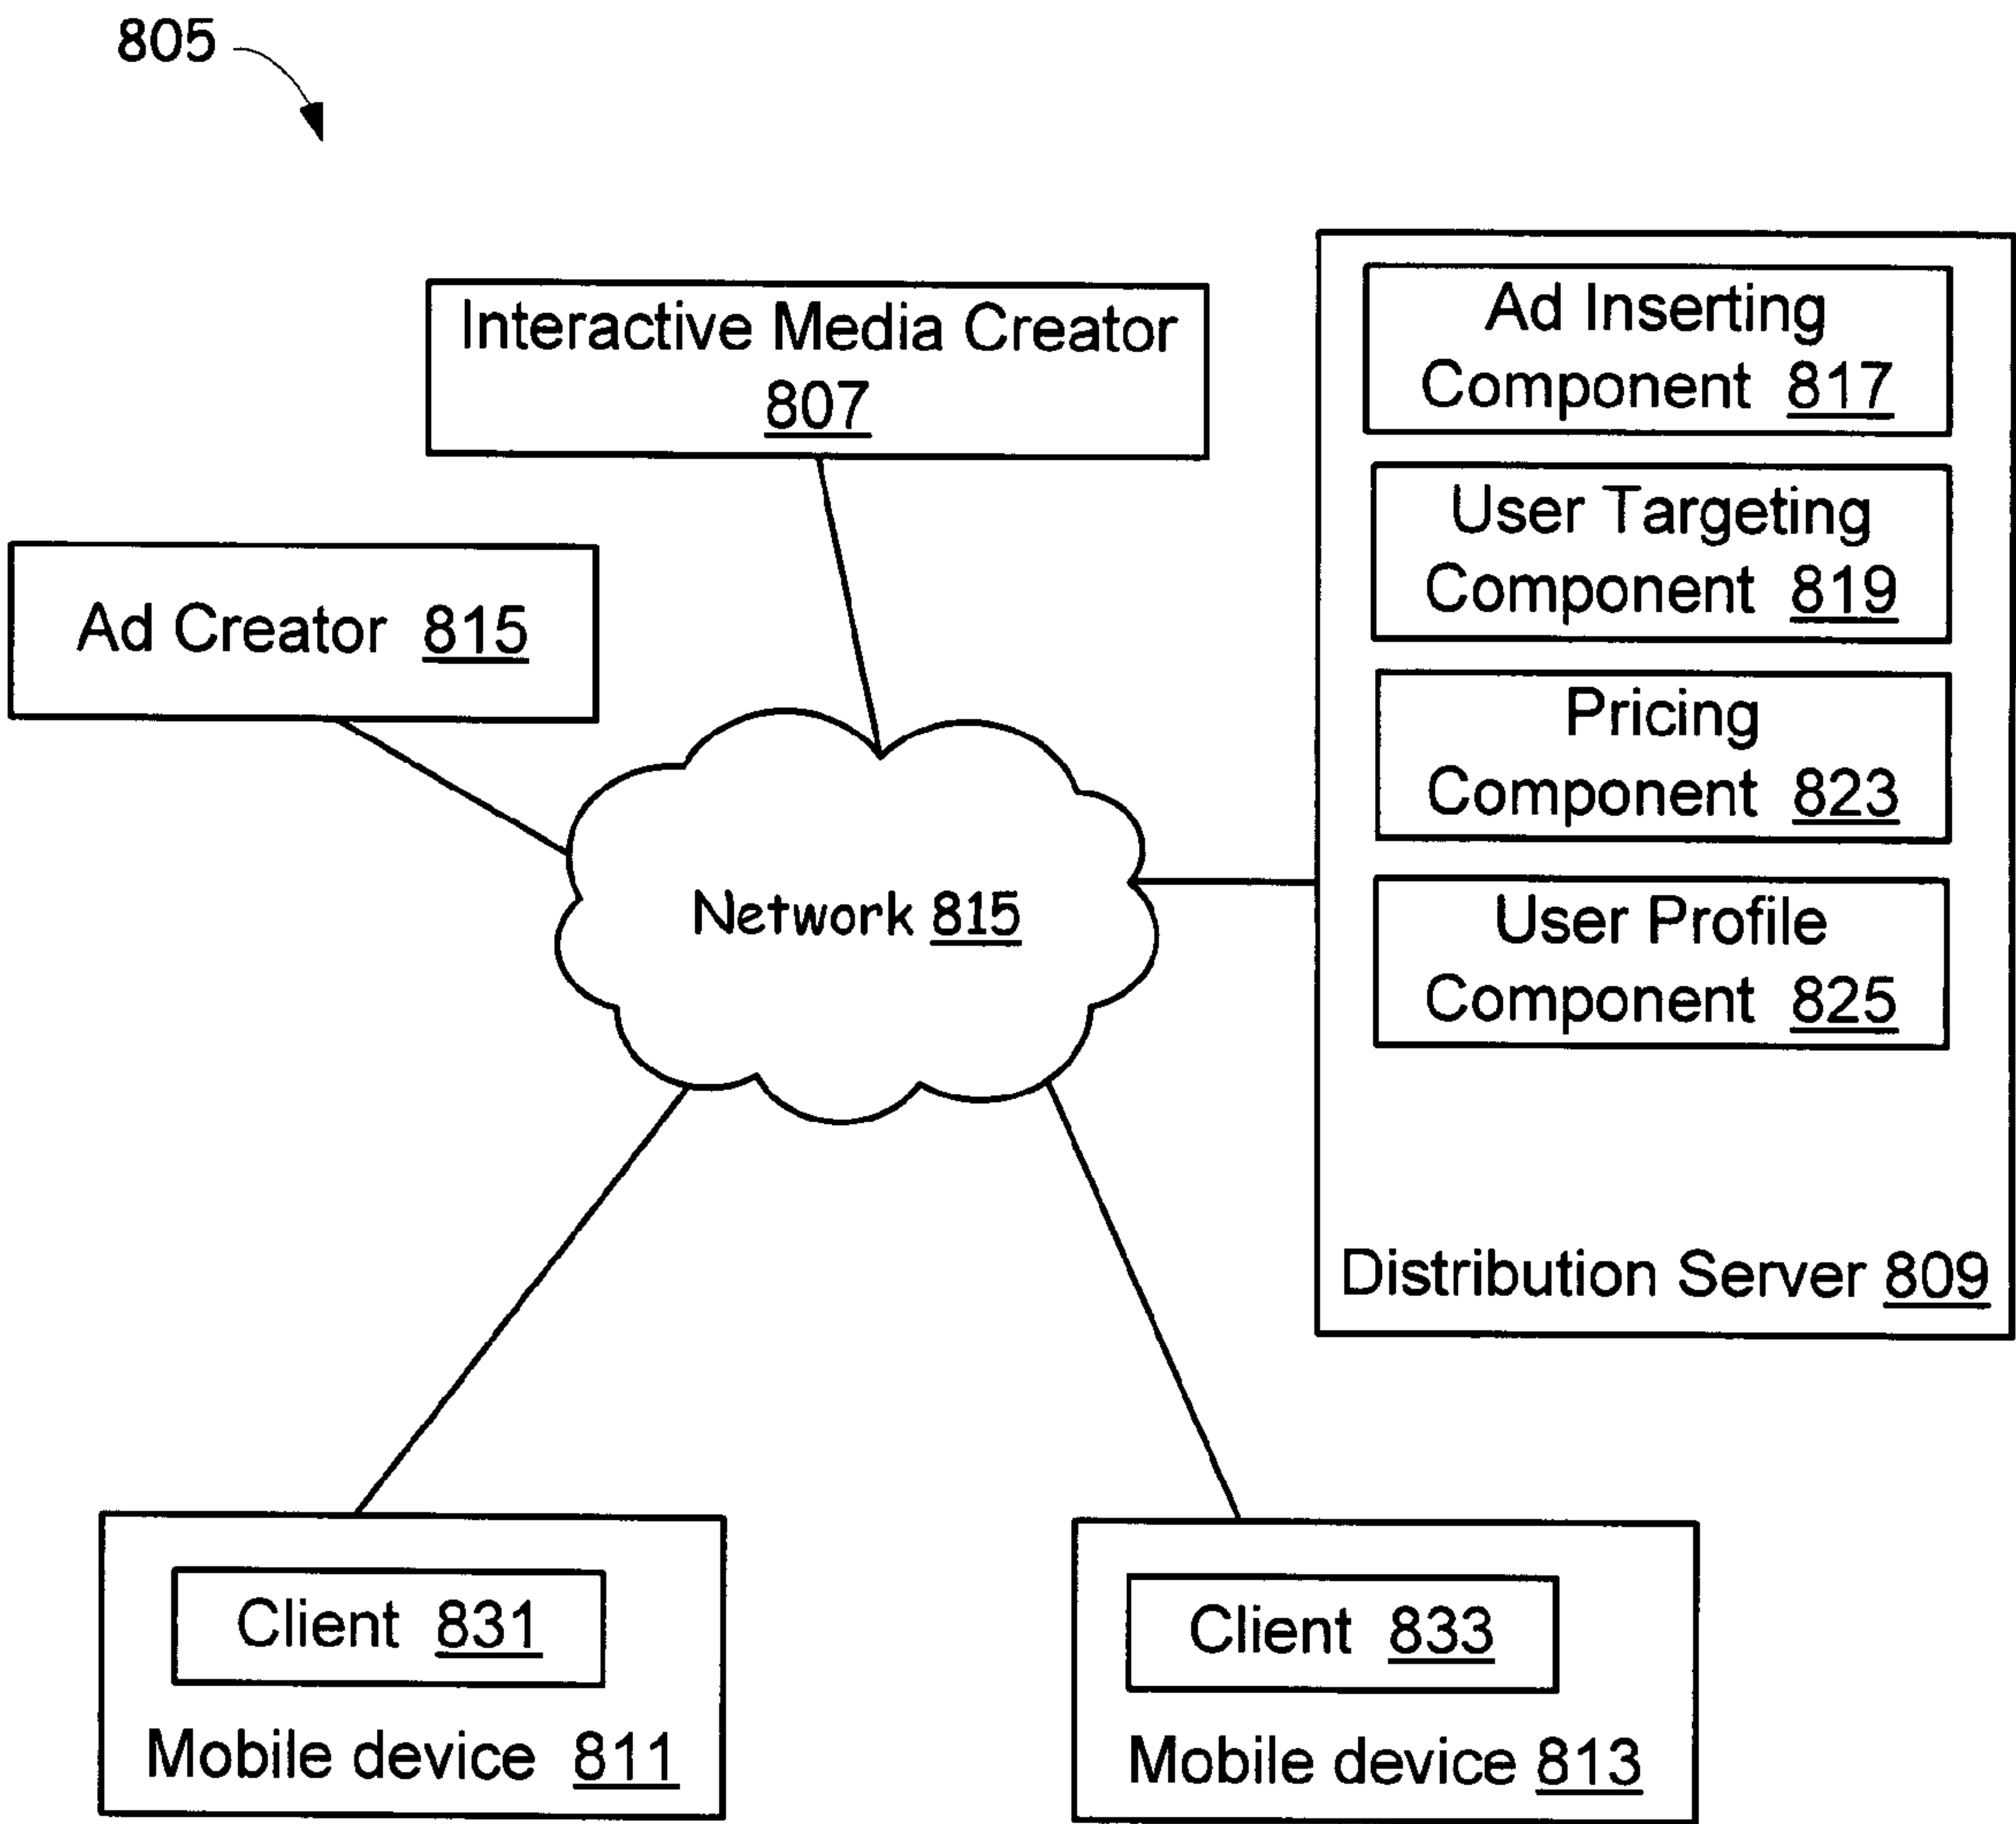 805
Interactive Media Creator
807
Ad Creator 815
Network 815
Ad Inserting
Component 817
User Targeting
Component 819
Pricing
Component 823
User Profile
Component 825
Distribution Server 809
Client 831
Mobile device 811
Client 833
Mobile device 813